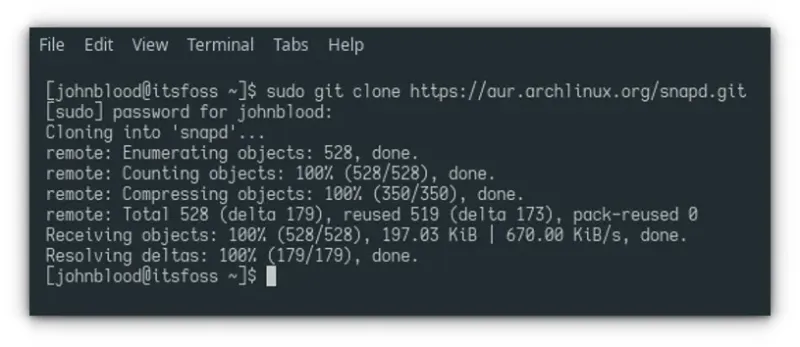 File Edit View Terminal Tabs Help
[johnblood@itsfoss ~]$ sudo git clone https://aur.archlinux.org/snapd.git
[sudo] password for johnblood:
Cloning into 'snapd'...
remote: Enumerating objects: 528, done.
remote: Counting objects: 100% (528/528), done.
remote: Compressing objects: 100% (350/350), done.
remote: Total 528 (delta 179), reused 519 (delta 173), pack-reused 0
Receiving objects: 100% (528/528), 197.03 KiB | 670.00 KiB/s, done.
Resolving deltas: 100% (179/179), done.
[johnblood@itsfoss ~]$